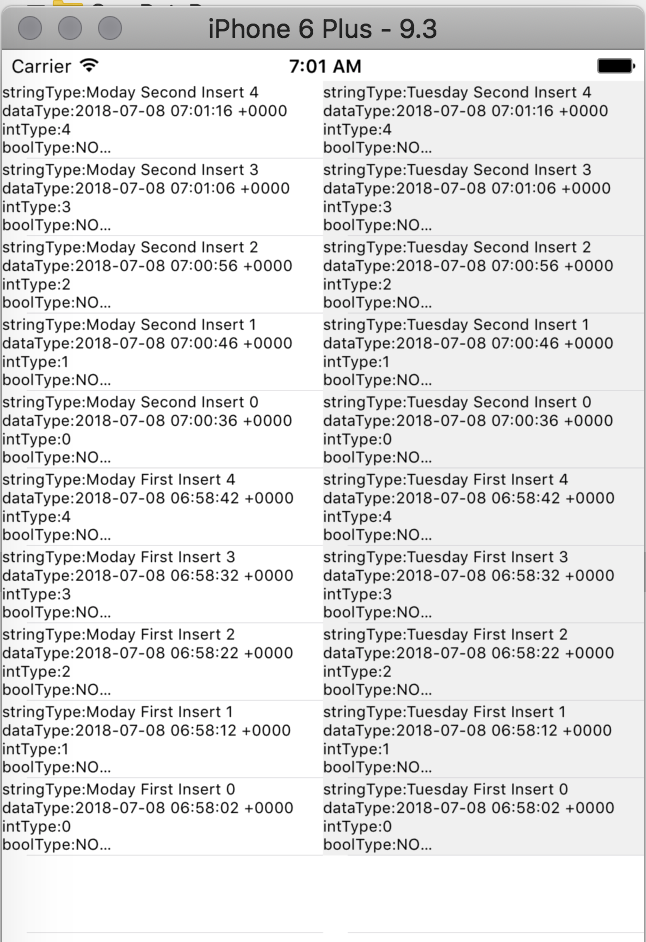 iPhone 6 Plus - 9.3
Carrier 7:01 AM
stringType:Moday Second Insert 4
dataType:2018-07-08 07:01:16 +0000
intType:4
boolType:NO...
stringType:Tuesday Second Insert 4
dataType:2018-07-08 07:01:16 +0000
intType:4
boolType:NO...
stringType:Moday Second Insert 3
dataType:2018-07-08 07:01:06 +0000
intType:3
boolType:NO...
stringType:Tuesday Second Insert 3
dataType:2018-07-08 07:01:06 +0000
intType:3
boolType:NO...
stringType:Moday Second Insert 2
dataType:2018-07-08 07:00:56 +0000
intType:2
boolType:NO...
stringType:Tuesday Second Insert 2
dataType:2018-07-08 07:00:56 +0000
intType:2
boolType:NO...
stringType:Moday Second Insert 1
dataType:2018-07-08 07:00:46 +0000
intType:1
boolType:NO...
stringType:Tuesday Second Insert 1
dataType:2018-07-08 07:00:46 +0000
intType:1
boolType:NO...
stringType:Moday Second Insert 0
dataType:2018-07-08 07:00:36 +0000
intType:0
boolType:NO...
stringType:Tuesday Second Insert 0
dataType:2018-07-08 07:00:36 +0000
intType:0
boolType:NO...
stringType:Moday First Insert 4
dataType:2018-07-08 06:58:42 +0000
intType:4
boolType:NO...
stringType:Tuesday First Insert 4
dataType:2018-07-08 06:58:42 +0000
intType:4
boolType:NO...
stringType:Moday First Insert 3
dataType:2018-07-08 06:58:32 +0000
intType:3
boolType:NO...
stringType:Tuesday First Insert 3
dataType:2018-07-08 06:58:32 +0000
intType:3
boolType:NO...
stringType:Moday First Insert 2
dataType:2018-07-08 06:58:22 +0000
intType:2
boolType:NO...
stringType:Tuesday First Insert 2
dataType:2018-07-08 06:58:22 +0000
intType:2
boolType:NO...
stringType:Moday First Insert 1
dataType:2018-07-08 06:58:12 +0000
intType:1
boolType:NO...
stringType:Tuesday First Insert 1
dataType:2018-07-08 06:58:12 +0000
intType:1
boolType:NO...
stringType:Moday First Insert 0
dataType:2018-07-08 06:58:02 +0000
intType:0
boolType:NO...
stringType:Tuesday First Insert 0
dataType:2018-07-08 06:58:02 +0000
intType:0
boolType:NO...